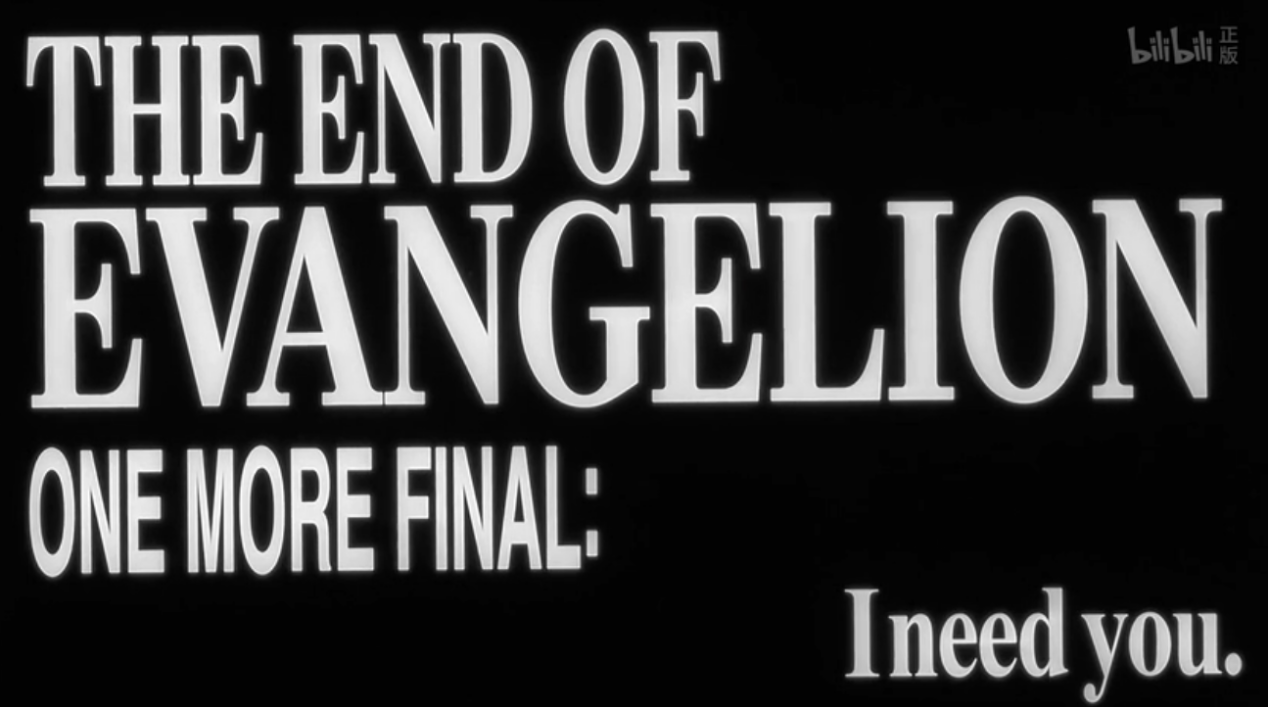 bilibili 正版
THE END OF
EVANGELION
ONE MORE FINAL:
I need you.